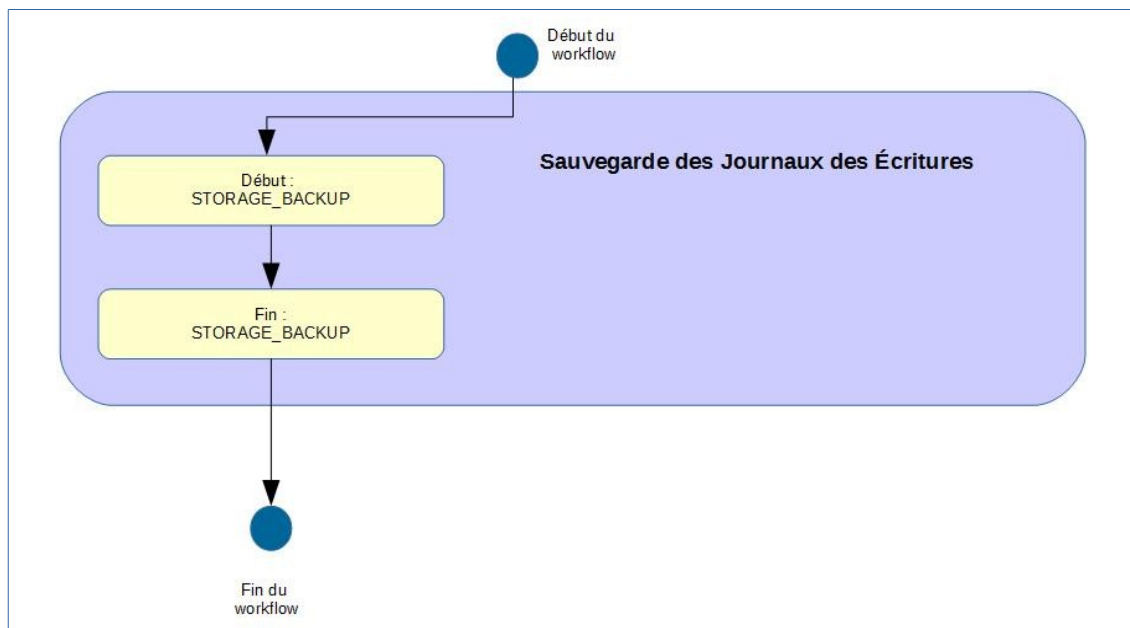 Début du
workflow
Sauvegarde des Journaux des Écritures
Début :
STORAGE_BACKUP
Fin :
STORAGE_BACKUP
Fin du
workflow